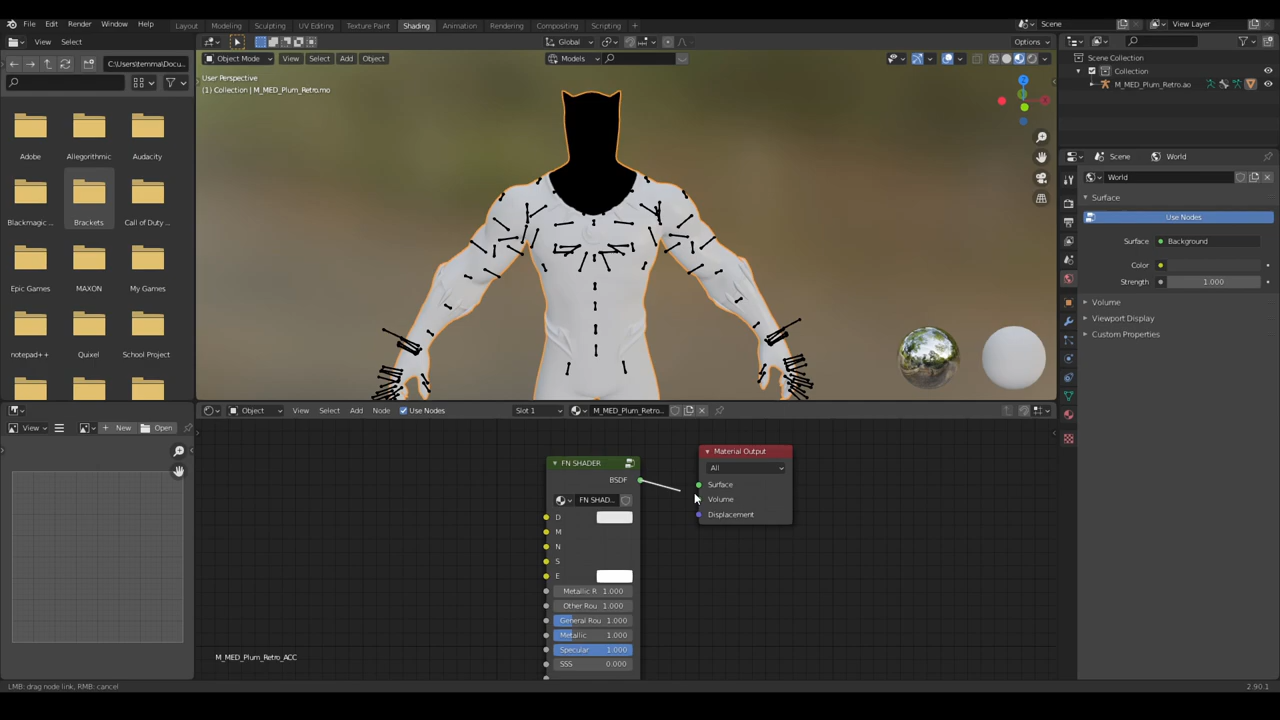 File Edit Render Window Help Layout Modeling Sculpting UV Editing Texture Paint Shading Animation Rendering Compositing Scripting + Scene View Layer
View Select Global Options
C:\Users\temma\Docu...
Object Mode View Select Add Object Models
User Perspective
(1) Collection | M_MED_Plum_Retro.mo
Scene Collection
Collection
M_MED_Plum_Retro.ao
Adobe Allegorithmic Audacity
Blackmagic ... Brackets Call of Duty ...
Epic Games MAXON My Games
notepad++ Quixel School Project
Scene World
World
Surface
Use Nodes
Surface Background
Color
Strength 1.000
Volume
Viewport Display
Custom Properties
Object View Select Add Node Use Nodes Slot 1 M_MED_Plum_Retro...
View New Open
FN SHADER
BSDF
FN SHAD...
D
M
N
S
E
Metallic R 1.000
Other Rou 1.000
General Rou 1.000
Metallic 1.000
Specular 1.000
SSS 0.000
Material Output
All
Surface
Volume
Displacement
M_MED_Plum_Retro_ACC
LMB: drag node link, RMB: cancel 2.90.1